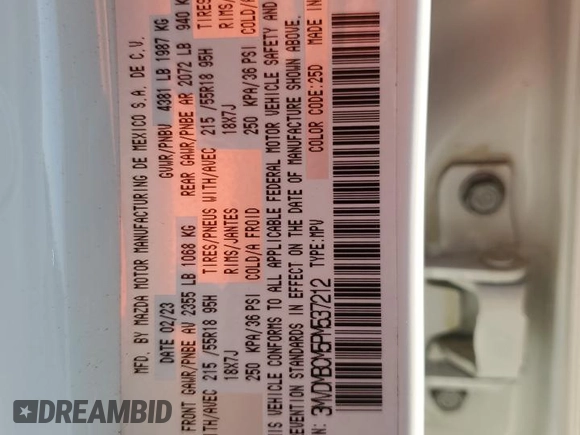 MFD. BY MAZDA MOTOR MANUFACTURING DE MEXICO S.A. DE C.V.
DATE 02/23 GVWR/PNBV 4381 LB 1987 KG
FRONT GAWR/PNBE AV 2355 LB 1068 KG REAR GAWR/PNBE AR 2072 LB 940 K
WITH/AVEC 215 /55R18 95H TIRES/PNEUS WITH/AVEC 215 /55R18 95H TIRES/
18X7J RIMS/JANTES 18X7J RIMS/
250 KPA/36 PSI COLD/A FROID 250 KPA/36 PSI COLD/
IS VEHICLE CONFORMS TO ALL APPLICABLE FEDERAL MOTOR VEHICLE SAFETY AND
EVENTION STANDARDS IN EFFECT ON THE DATE OF MANUFACTURE SHOWN ABOVE.
N: 3MVDMBCM5PM537212 TYPE:MPV COLOR CODE:25D MADE IN
DREAMBID